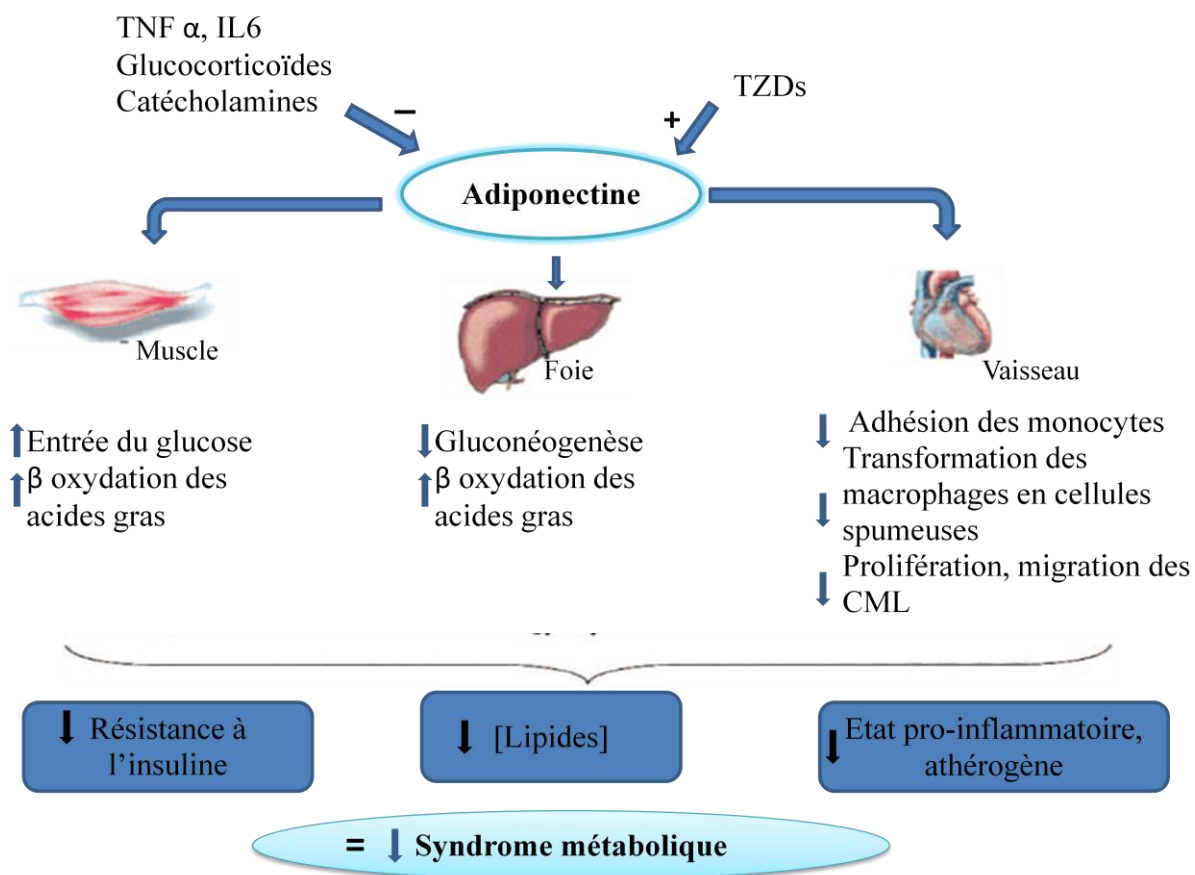 TNF α, IL6
Glucocorticoïdes
Catécholamines
TZDs
–
+
Adiponectine
Muscle
Foie
Vaisseau
Entrée du glucose
β oxydation des
acides gras
Gluconéogenèse
β oxydation des
acides gras
Adhésion des monocytes
Transformation des
macrophages en cellules
spumeuses
Prolifération, migration des
CML
Résistance à
l’insuline
[Lipides]
Etat pro-inflammatoire,
athérogène
= Syndrome métabolique